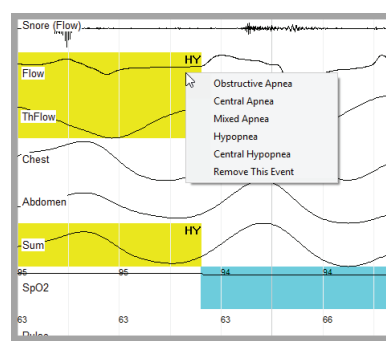 Snore (Flow)
HY
Flow
Obstructive Apnea
Central Apnea
ThFlow
Mixed Apnea
Hypopnea
Central Hypopnea
Chest
Remove This Event
Abdomen
HY
Sum
95 95 94 94
SpO2
63 63 63 66
Pulse